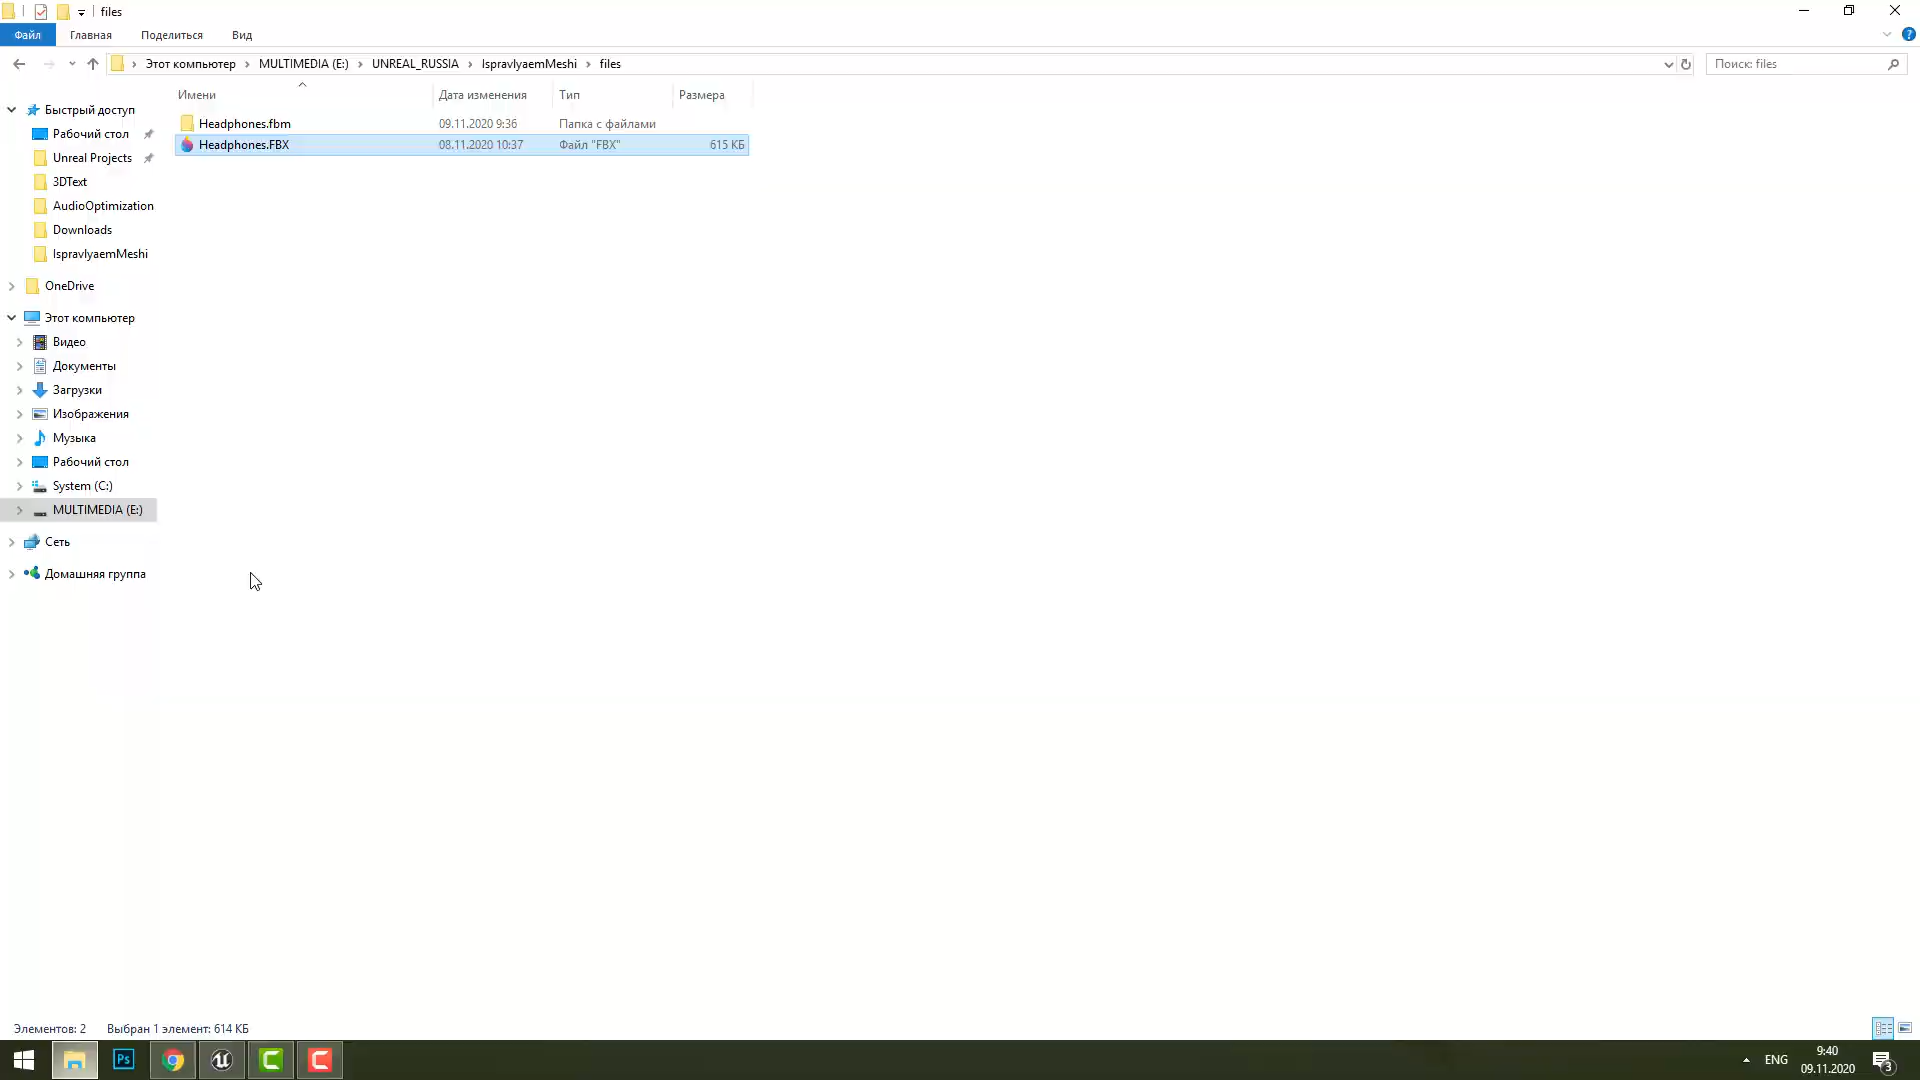 files
Файл
Главная
Поделиться
Вид
Этот компьютер
MULTIMEDIA (E:)
UNREAL_RUSSIA
IspravlyaemMeshi
files
Поиск: files
Имени
Дата изменения
Тип
Размера
Headphones.fbm
09.11.2020 9:36
Папка с файлами
Headphones.FBX
08.11.2020 10:37
Файл "FBX"
615 КБ
Быстрый доступ
Рабочий стол
Unreal Projects
3DText
AudioOptimization
Downloads
IspravlyaemMeshi
OneDrive
Этот компьютер
Видео
Документы
Загрузки
Изображения
Музыка
Рабочий стол
System (C:)
MULTIMEDIA (E:)
Сеть
Домашняя группа
Элементов: 2
Выбран 1 элемент: 614 КБ
Ps
ENG
9:40
09.11.2020
3